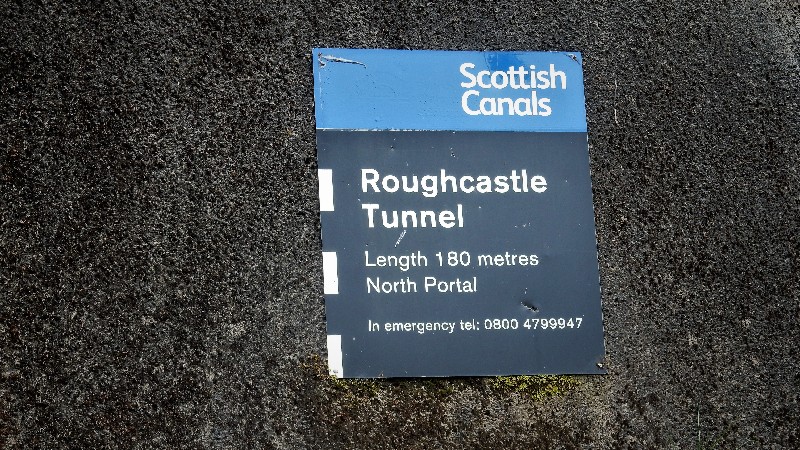 Scottish
Canals
Roughcastle
Tunnel
Length 180 metres
North Portal
In emergency tel: 0800 4799947